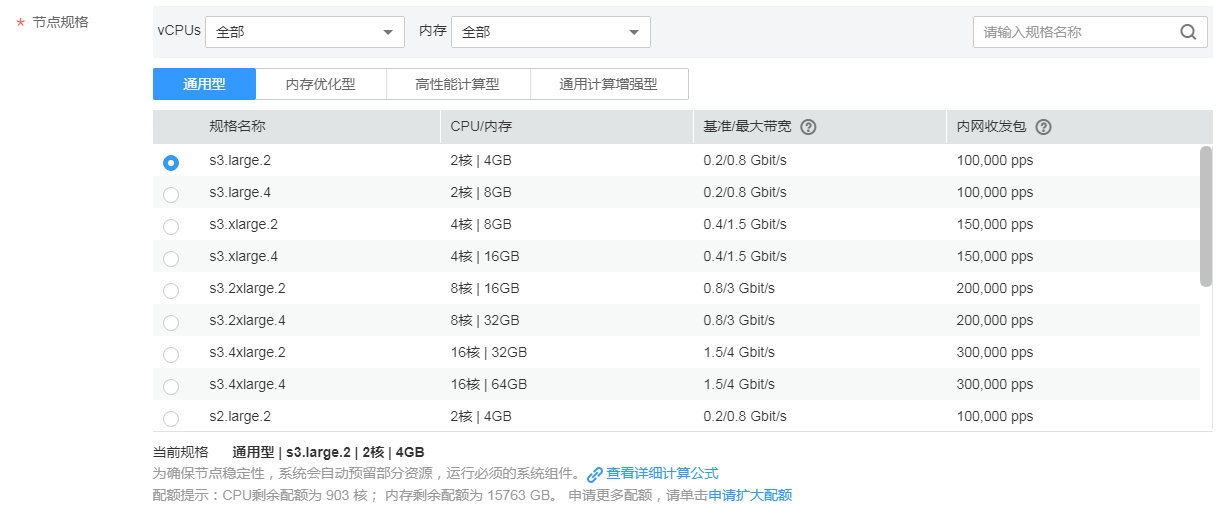 * 节点规格
vCPUs 全部 内存 全部 请输入规格名称
通用型 内存优化型 高性能计算型 通用计算增强型
规格名称 CPU/内存 基准/最大带宽 ? 内网收发包 ?
s3.large.2 2核 | 4GB 0.2/0.8 Gbit/s 100,000 pps
s3.large.4 2核 | 8GB 0.2/0.8 Gbit/s 100,000 pps
s3.xlarge.2 4核 | 8GB 0.4/1.5 Gbit/s 150,000 pps
s3.xlarge.4 4核 | 16GB 0.4/1.5 Gbit/s 150,000 pps
s3.2xlarge.2 8核 | 16GB 0.8/3 Gbit/s 200,000 pps
s3.2xlarge.4 8核 | 32GB 0.8/3 Gbit/s 200,000 pps
s3.4xlarge.2 16核 | 32GB 1.5/4 Gbit/s 300,000 pps
s3.4xlarge.4 16核 | 64GB 1.5/4 Gbit/s 300,000 pps
s2.large.2 2核 | 4GB 0.2/0.8 Gbit/s 100,000 pps
当前规格 通用型 | s3.large.2 | 2核 | 4GB
为确保节点稳定性，系统会自动预留部分资源，运行必须的系统组件。 查看详细计算公式
配额提示：CPU剩余配额为 903 核； 内存剩余配额为 15763 GB。 申请更多配额，请单击申请扩大配额